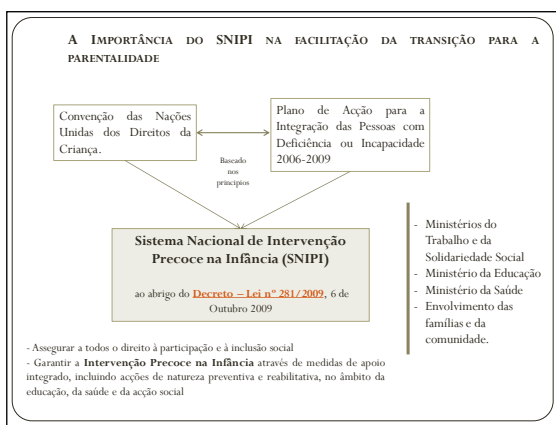 A IMPORTÂNCIA DO SNIPI NA FACILITAÇÃO DA TRANSIÇÃO PARA A
PARENTALIDADE
Convenção das Nações
Unidas dos Direitos da
Criança.
Plano de Acção para a
Integração das Pessoas com
Deficiência ou Incapacidade
2006-2009
Baseado
nos
principios
Sistema Nacional de Intervenção
Precoce na Infância (SNIPI)
ao abrigo do Decreto – Lei nº 281/2009, 6 de
Outubro 2009
- Ministérios do
Trabalho e da
Solidariedade Social
- Ministério da Educação
- Ministério da Saúde
- Envolvimento das
famílias e da
comunidade.
- Assegurar a todos o direito à participação e à inclusão social
- Garantir a Intervenção Precoce na Infância através de medidas de apoio
integrado, incluindo acções de natureza preventiva e reabilitativa, no âmbito da
educação, da saúde e da acção social